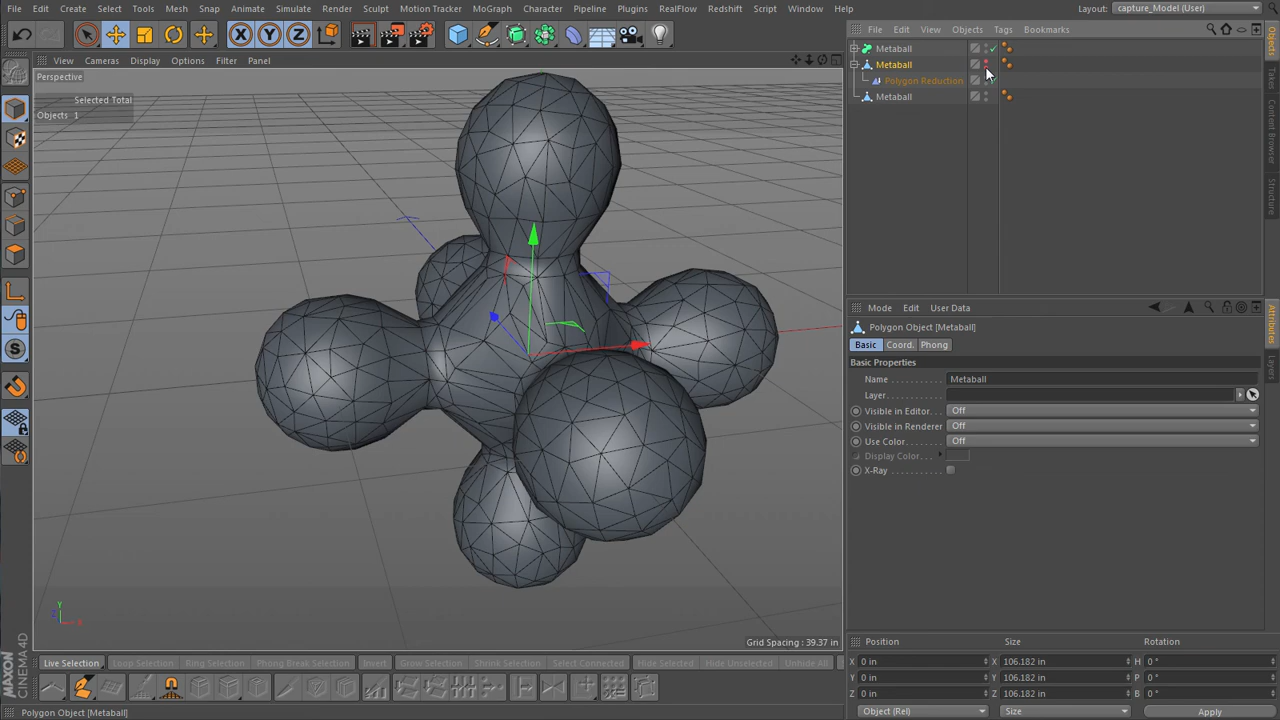 File Edit Create Select Tools Mesh Snap Animate Simulate Render Sculpt Motion Tracker MoGraph Character Pipeline Plugins RealFlow Redshift Script Window Help
Layout: capture_Model (User)
View Cameras Display Options Filter Panel
File Edit View Objects Tags Bookmarks
Perspective
Selected Total
Objects 1
Metaball
Metaball
Polygon Reduction
Metaball
Objects
Takes
Content Browser
Structure
Mode Edit User Data
Polygon Object [Metaball]
Basic Coord. Phong
Basic Properties
Name Metaball
Layer
Visible in Editor Off
Visible in Renderer Off
Use Color Off
Display Color
X-Ray
Attributes
Layers
X Y Z
S
Y
Z X
Grid Spacing : 39.37 in
Position Size Rotation
X 0 in X 106.182 in H 0 °
Y 0 in Y 106.182 in P 0 °
Z 0 in Z 106.182 in B 0 °
Object (Rel) Size Apply
Live Selection Loop Selection Ring Selection Phong Break Selection Invert Grow Selection Shrink Selection Select Connected Hide Selected Hide Unselected Unhide All
MAXON CINEMA 4D
Polygon Object [Metaball]